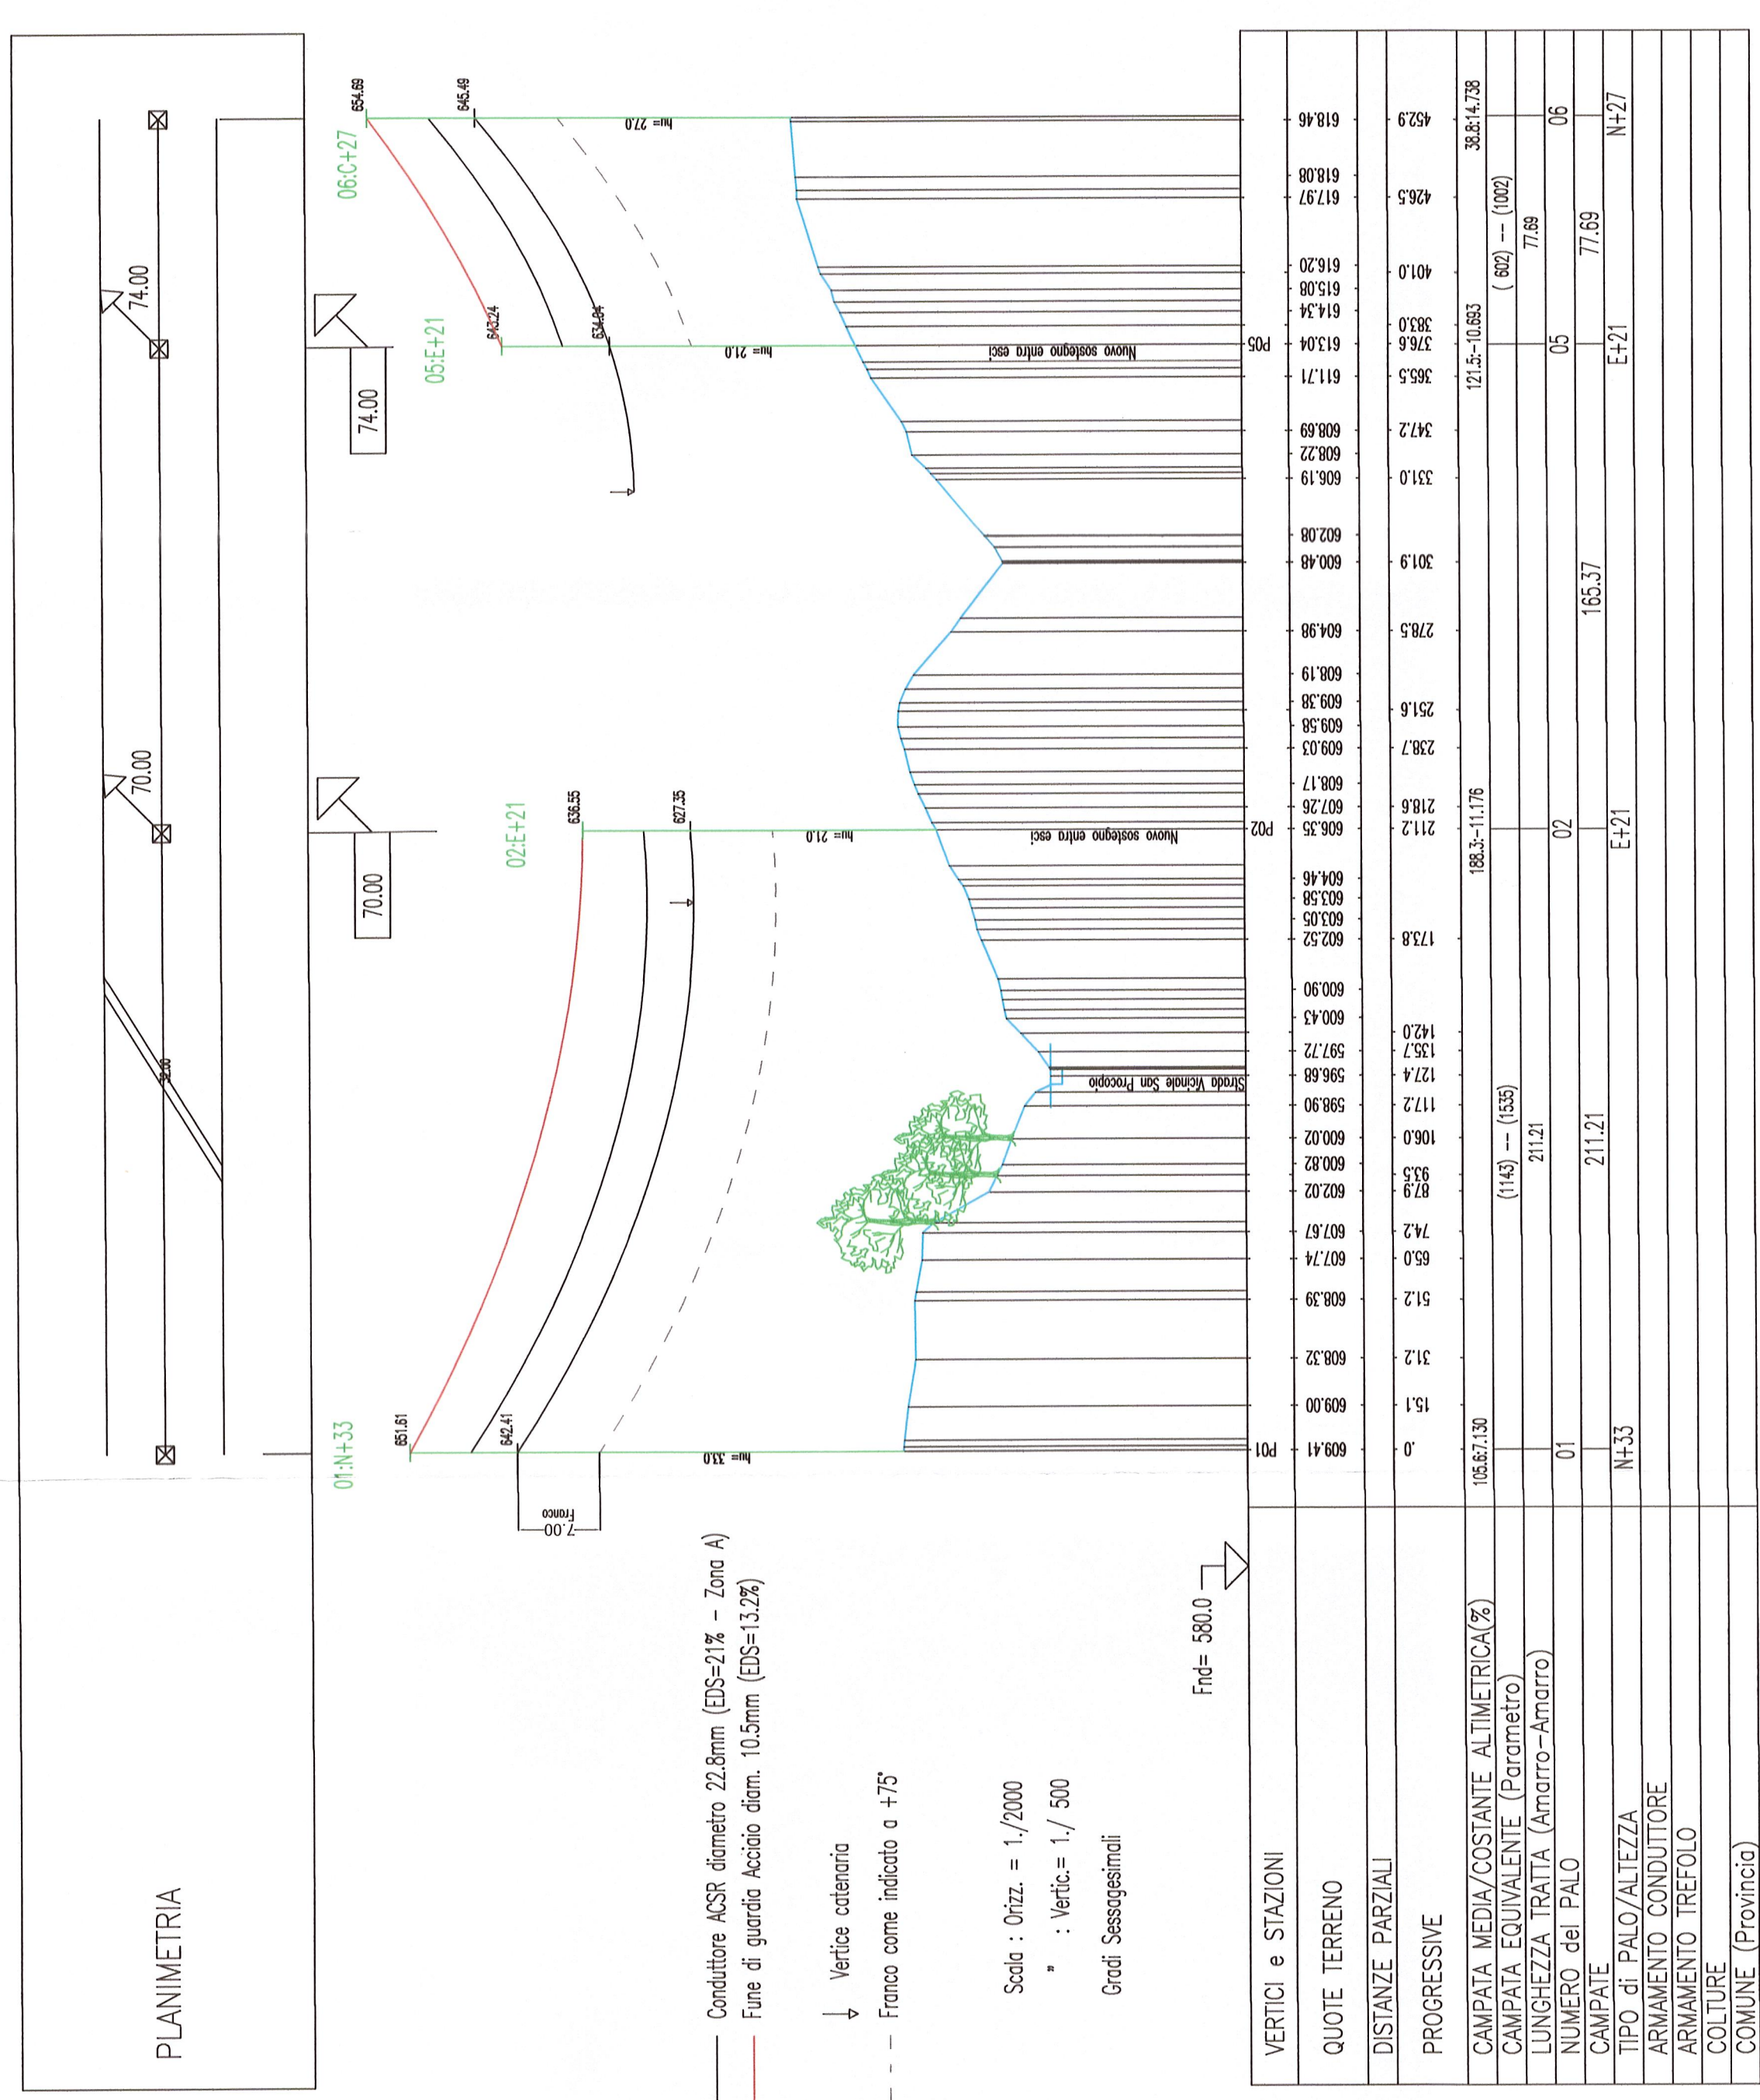 PLANIMETRIA
32.00
70.00
74.00
70.00
74.00
01:N+33
02:E+21
05:E+21
06:C+27
651.61
642.41
636.55
627.35
643.24
634.04
654.69
645.49
7.00
Franco
hu= 33.0
hu= 21.0
hu= 21.0
hu= 27.0
Conduttore ACSR diametro 22.8mm (EDS=21% - Zona A)
Fune di guardia Acciaio diam. 10.5mm (EDS=13.2%)
Vertice catenaria
Franco come indicato a +75°
Scala : Orizz. = 1./2000
" : Vertic.= 1./ 500
Gradi Sessagesimali
Fnd= 580.0
Strada Vicinale San Procopio
Nuovo sostegno entra esci
Nuovo sostegno entra esci
VERTICI e STAZIONI
P01 P02 P05
QUOTE TERRENO
609.41 609.00 608.32 608.39 607.74 607.67 602.02 600.82 600.02 598.90 596.68 597.72 600.43 600.90 602.52 603.05 603.58 604.46 606.35 607.26 608.17 609.03 609.58 609.38 608.19 604.98 600.48 602.08 606.19 608.22 608.69 611.71 613.04 614.34 615.08 616.20 617.97 618.08 618.46
DISTANZE PARZIALI
PROGRESSIVE
.0 15.1 31.2 51.2 65.0 74.2 87.9 93.5 106.0 117.2 127.4 135.7 142.0 173.8 211.2 218.6 238.7 251.6 278.5 301.9 331.0 347.2 365.5 376.6 383.0 401.0 426.5 452.9
CAMPATA MEDIA/COSTANTE ALTIMETRICA(%)
105.6:7.130 188.3:-11.176 121.5:-10.693 38.8:14.738
CAMPATA EQUIVALENTE (Parametro)
(1143) -- (1535) ( 602) -- (1002)
LUNGHEZZA TRATTA (Amarro-Amarro)
211.21 77.69
NUMERO del PALO
01 02 05 06
CAMPATE
211.21 165.37 77.69
TIPO di PALO/ALTEZZA
N+33 E+21 E+21 N+27
ARMAMENTO CONDUTTORE
ARMAMENTO TREFOLO
COLTURE
COMUNE (Provincia)